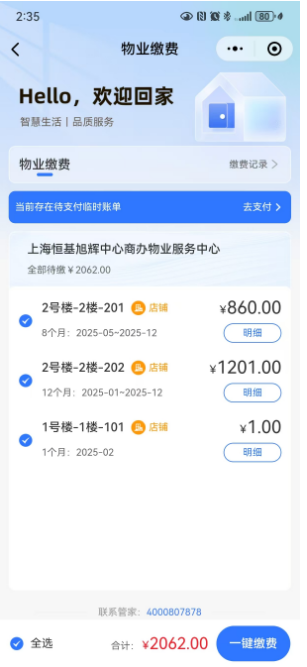 2:35
80
物业缴费
Hello，欢迎回家
智慧生活 | 品质服务
物业缴费
缴费记录 >
当前存在待支付临时账单
去支付 >
上海恒基旭辉中心商办物业服务中心
全部待缴 ¥2062.00
2号楼-2楼-201 店铺
¥860.00
8个月：2025-05~2025-12
明细
2号楼-2楼-202 店铺
¥1201.00
12个月：2025-01~2025-12
明细
1号楼-1楼-101 店铺
¥1.00
1个月：2025-02
明细
联系管家：4000807878
全选
合计：¥2062.00
一键缴费